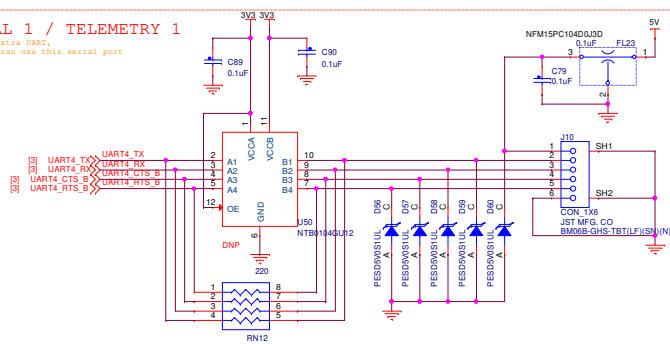 AL 1 / TELEMETRY 1
xtra UART,
can use this serial port
3V3 3V3
C89
0.1uF
C90
0.1uF
NFM15PC104D0J3D
0.1uF FL23
5V
3 1
2
C79
0.1uF
1 11
VCCA VCCB
[3] UART4_TX UART4_TX 2 A1 B1 10
[3] UART4_RX UART4_RX 3 A2 B2 9
[3] UART4_CTS_B UART4_CTS_B 4 A3 B3 8
[3] UART4_RTS_B UART4_RTS_B 5 A4 B4 7
12 OE
GND
6
U50
NTB0104GU12
DNP
220
1 8
2 7
3 6
4 5
RN12
D56 D57 D58 D59 D60
C C C C C
A A A A A
PESD5V0S1UL PESD5V0S1UL PESD5V0S1UL PESD5V0S1UL PESD5V0S1UL
J10
1 SH1
2
3
4
5
6 SH2
CON_1X6
JST MFG. CO
BM06B-GHS-TBT(LF)(SN)(N)